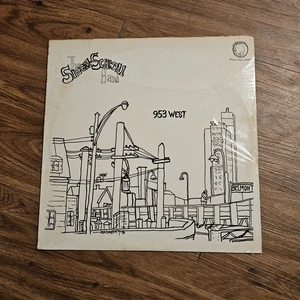 The
Siegel-Schwall
Band
953 WEST
BELMONT